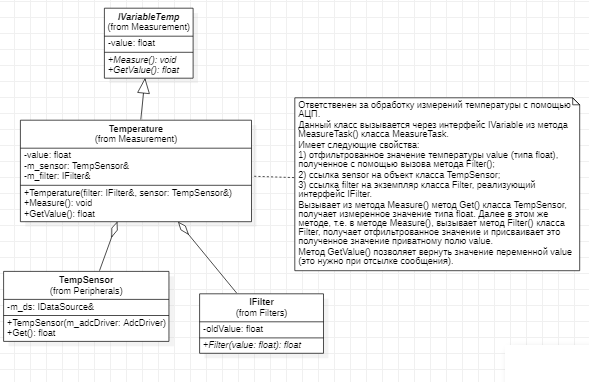 IVariableTemp
(from Measurement)
-value: float
+Measure(): void
+GetValue(): float
Temperature
(from Measurement)
-value: float
-m_sensor: TempSensor&
-m_filter: IFilter&
+Temperature(filter: IFilter&, sensor: TempSensor&)
+Measure(): void
+GetValue(): float
Ответственен за обработку измерений температуры с помощью
АЦП.
Данный класс вызывается через интерфейс IVariable из метода
MeasureTask() класса MeasureTask.
Имеет следующие свойства:
1) отфильтрованное значение температуры value (типа float),
полученное с помощью вызова метода Filter();
2) ссылка sensor на объект класса TempSensor;
3) ссылка filter на экземпляр класса Filter, реализующий
интерфейс IFilter.
Вызывает из метода Measure() метод Get() класса TempSensor,
получает измеренное значение типа float. Далее в этом же
методе, т.е. в методе Measure(), вызывает метод Filter() класса
Filter, получает отфильтрованное значение и присваивает это
полученное значение приватному полю value.
Метод GetValue() позволяет вернуть значение переменной value
(это нужно при отсылке сообщения).
TempSensor
(from Peripherals)
-m_ds: IDataSource&
+TempSensor(m_adcDriver: AdcDriver)
+Get(): float
IFilter
(from Filters)
-oldValue: float
+Filter(value: float): float